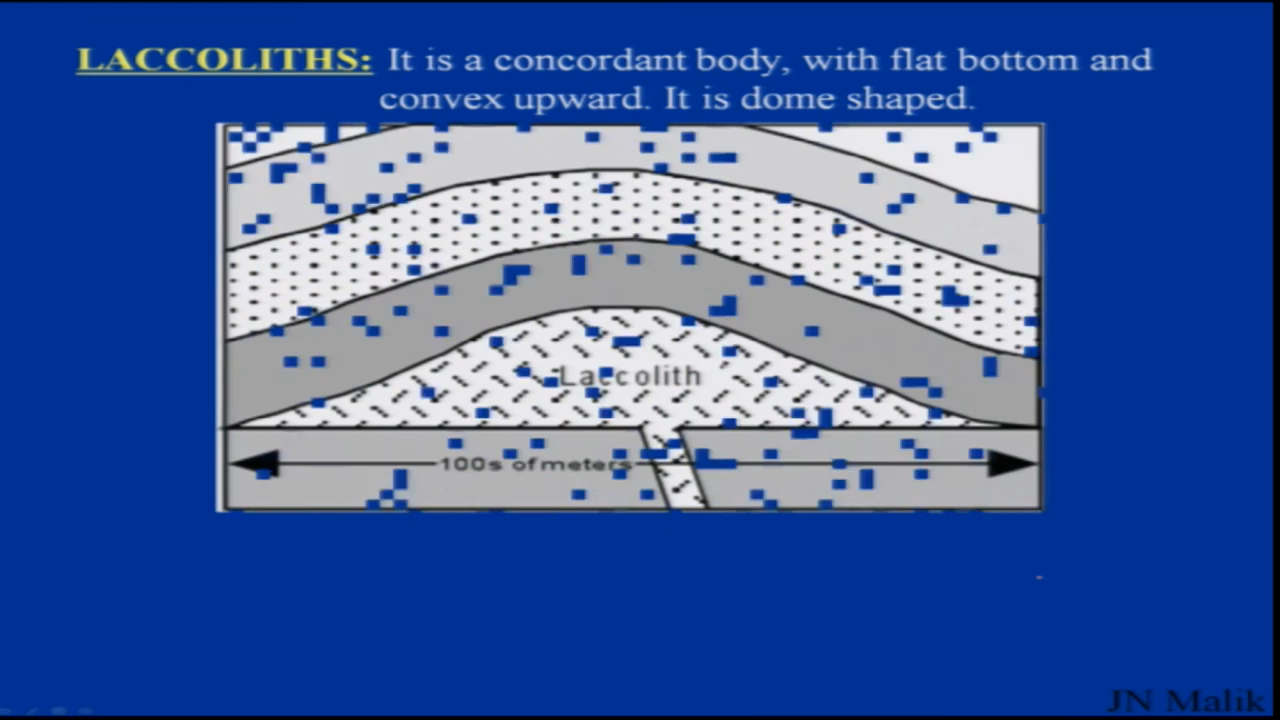 LACCOLITHS: It is a concordant body, with flat bottom and
convex upward. It is dome shaped.
Laccolith
100s of meters
JN Malik